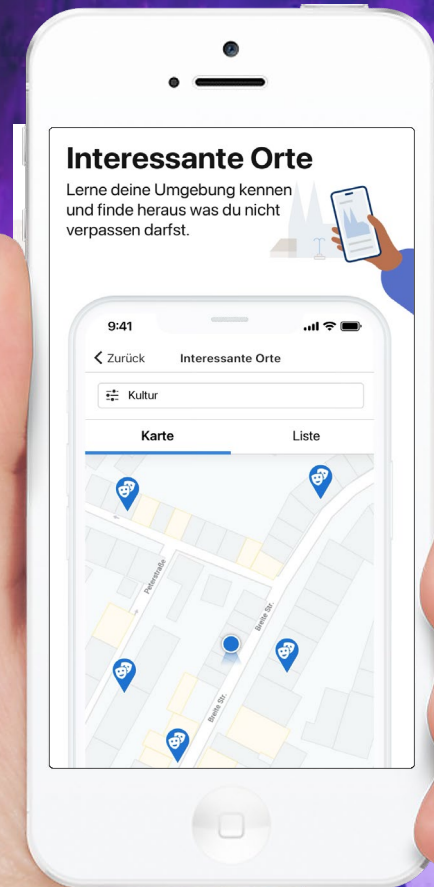 Interessante Orte
Lerne deine Umgebung kennen
und finde heraus was du nicht
verpassen darfst.
9:41
Zurück
Interessante Orte
Kultur
Karte
Liste
Peterstraße
Breite Str.
Breite Str.